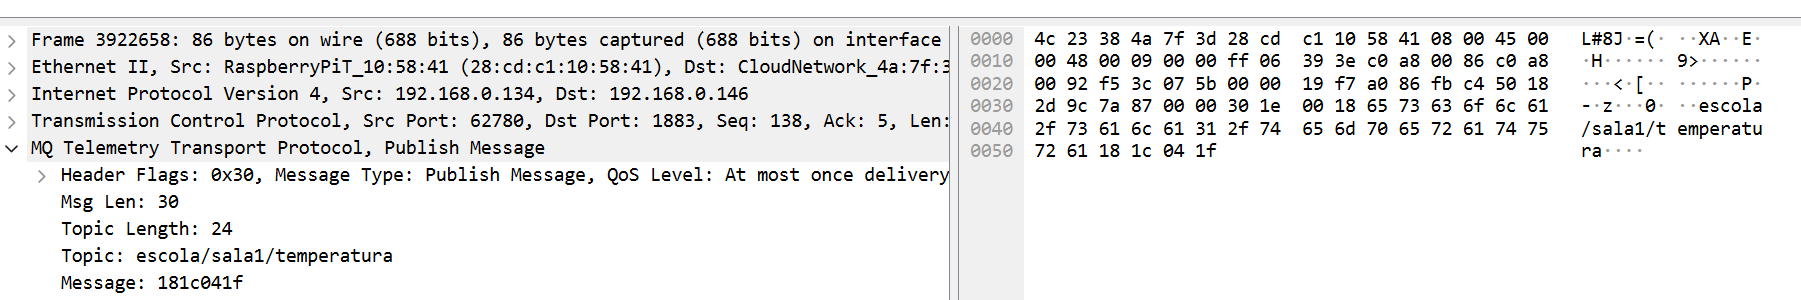 Frame 3922658: 86 bytes on wire (688 bits), 86 bytes captured (688 bits) on interface
Ethernet II, Src: RaspberryPiT_10:58:41 (28:cd:c1:10:58:41), Dst: CloudNetwork_4a:7f:3
Internet Protocol Version 4, Src: 192.168.0.134, Dst: 192.168.0.146
Transmission Control Protocol, Src Port: 62780, Dst Port: 1883, Seq: 138, Ack: 5, Len:
MQ Telemetry Transport Protocol, Publish Message
Header Flags: 0x30, Message Type: Publish Message, QoS Level: At most once delivery
Msg Len: 30
Topic Length: 24
Topic: escola/sala1/temperatura
Message: 181c041f
0000 4c 23 38 4a 7f 3d 28 cd c1 10 58 41 08 00 45 00 L#8J·=(· ··XA··E·
0010 00 48 00 09 00 00 ff 06 39 3e c0 a8 00 86 c0 a8 ·H······ 9>······
0020 00 92 f5 3c 07 5b 00 00 19 f7 a0 86 fb c4 50 18 ···<·[·· ······P·
0030 2d 9c 7a 87 00 00 30 1e 00 18 65 73 63 6f 6c 61 -·z···0· ··escola
0040 2f 73 61 6c 61 31 2f 74 65 6d 70 65 72 61 74 75 /sala1/t emperatu
0050 72 61 18 1c 04 1f ra····